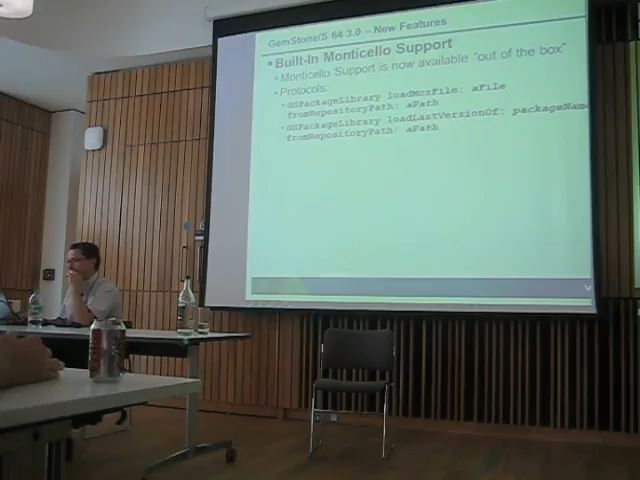 GemStone/S 64 3.0 – New Features
Built-In Monticello Support
Monticello Support is now available "out of the box"
Protocols:
GSPackageLibrary loadMczFile: aFile
fromRepositoryPath: aPath
GSPackageLibrary loadLastVersionOf: packageName
fromRepositoryPath: aPath